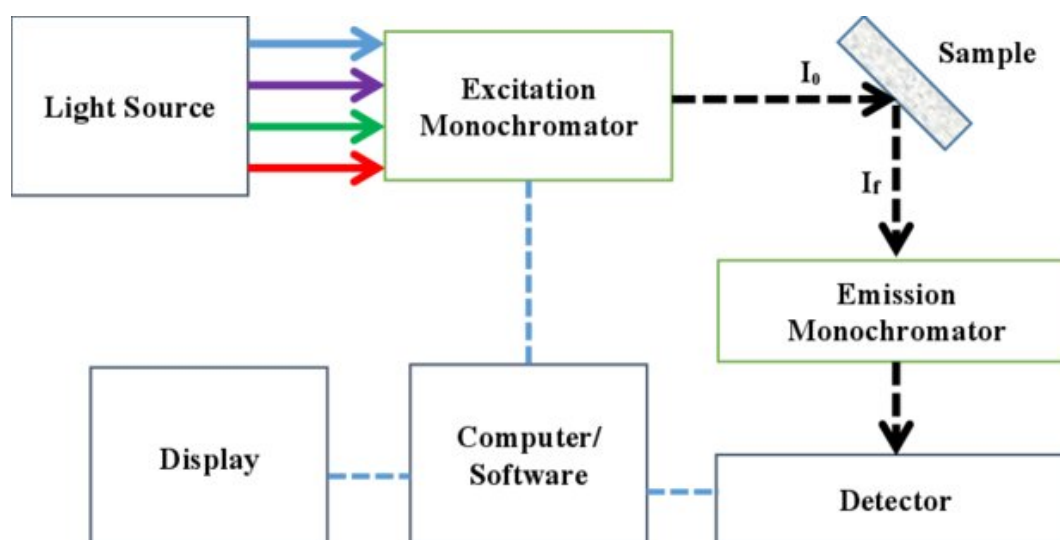 Light Source
Excitation
Monochromator
I₀
Sample
If
Emission
Monochromator
Display
Computer/
Software
Detector